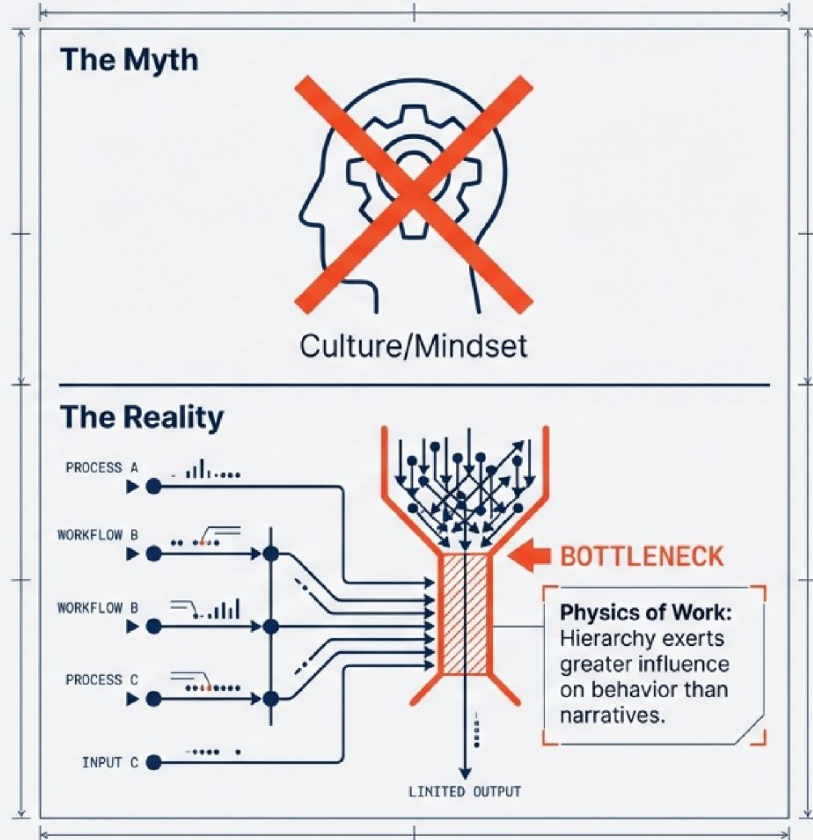 The Myth
Culture/Mindset
The Reality
PROCESS A
WORKFLOW B
WORKFLOW B
PROCESS C
INPUT C
BOTTLENECK
Physics of Work:
Hierarchy exerts
greater influence
on behavior than
narratives.
LINITED OUTPUT